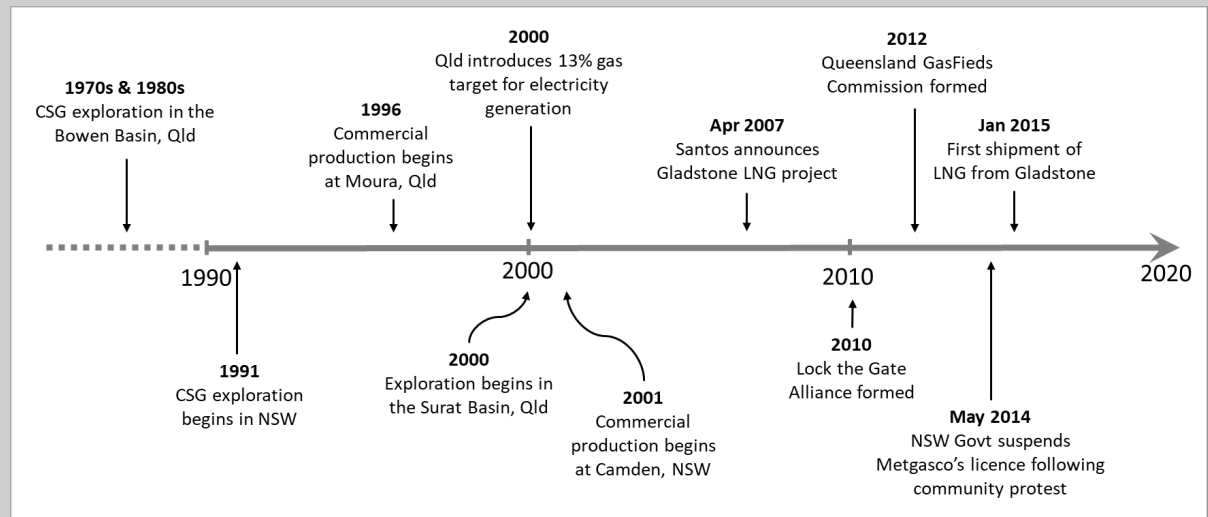 1970s & 1980s
CSG exploration in the
Bowen Basin, Qld
1996
Commercial
production begins
at Moura, Qld
2000
Qld introduces 13% gas
target for electricity
generation
Apr 2007
Santos announces
Gladstone LNG project
2012
Queensland GasFieds
Commission formed
Jan 2015
First shipment of
LNG from Gladstone
1990
2000
2010
2020
1991
CSG exploration
begins in NSW
2000
Exploration begins in
the Surat Basin, Qld
2001
Commercial
production begins
at Camden, NSW
2010
Lock the Gate
Alliance formed
May 2014
NSW Govt suspends
Metgasco’s licence following
community protest